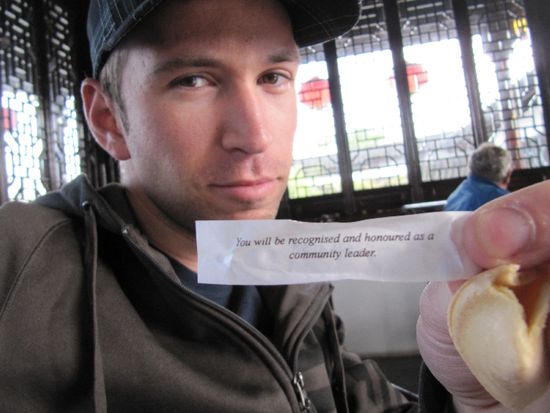 You will be recognised and honoured as a
community leader.